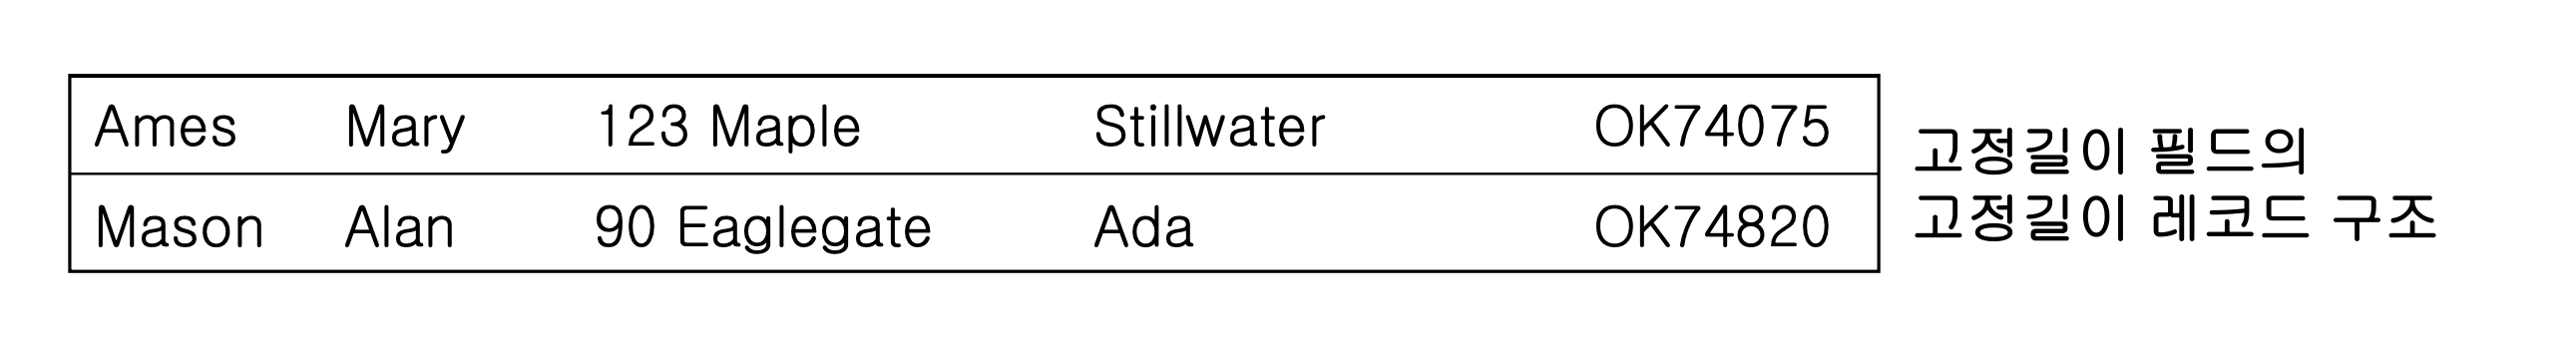 Ames Mary 123 Maple Stillwater OK74075
Mason Alan 90 Eaglegate Ada OK74820
고정길이 필드의
고정길이 레코드 구조